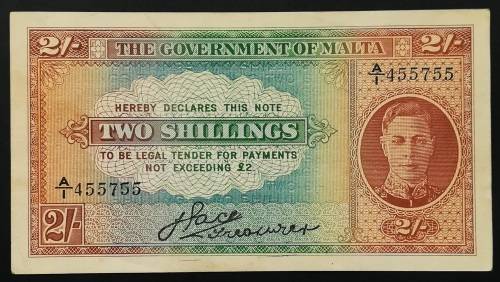 2/-
THE GOVERNMENT OF MALTA
2/-
A/1 455755
HEREBY DECLARES THIS NOTE
TWO SHILLINGS
TO BE LEGAL TENDER FOR PAYMENTS
NOT EXCEEDING £2
A/1 455755
J Pace
Treasurer
2/-
2/-